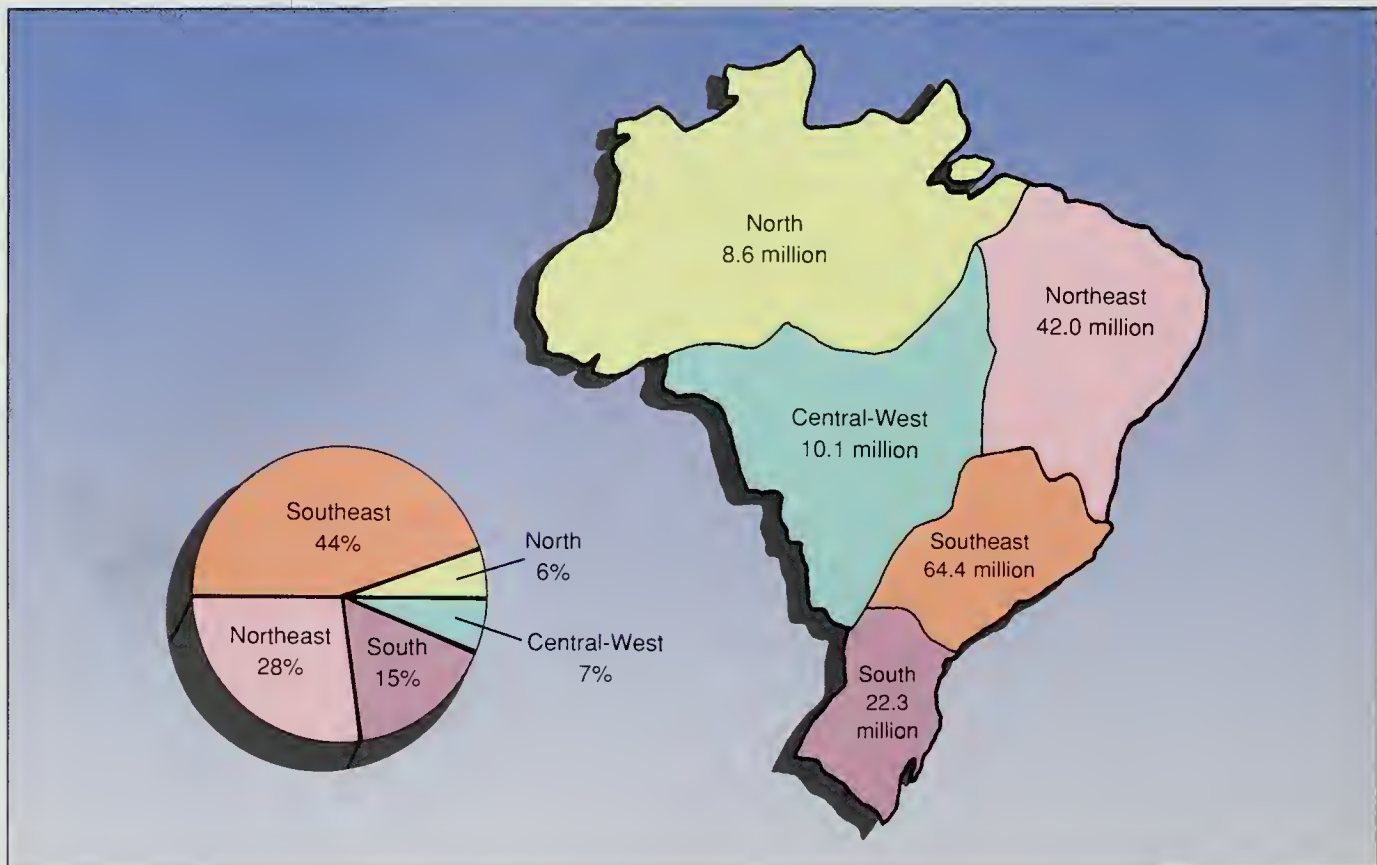 North
8.6 million
Northeast
42.0 million
Central-West
10.1 million
Southeast
64.4 million
South
22.3
million
Southeast
44%
North
6%
Central-West
7%
South
15%
Northeast
28%